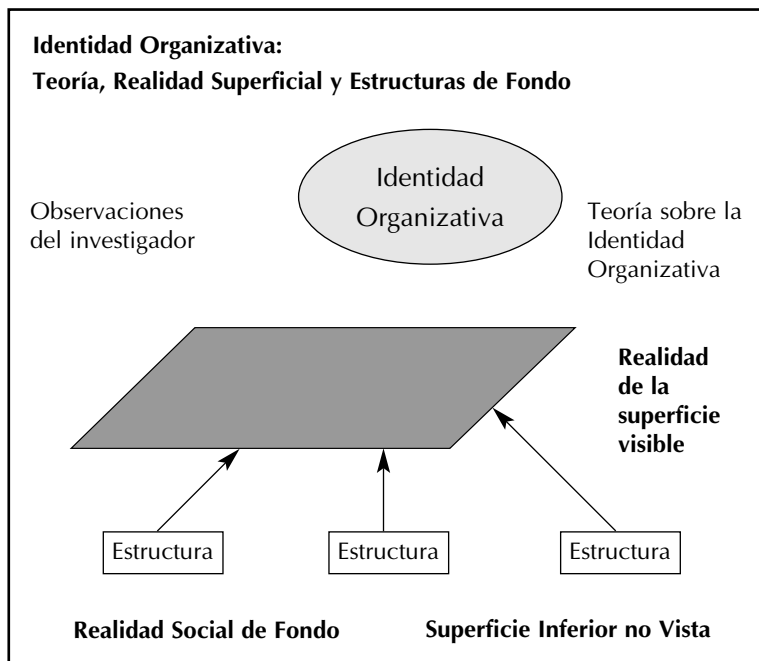 Identidad Organizativa:
Teoría, Realidad Superficial y Estructuras de Fondo
Identidad
Organizativa
Observaciones
del investigador
Teoría sobre la
Identidad
Organizativa
Realidad
de la
superficie
visible
Estructura
Estructura
Estructura
Realidad Social de Fondo
Superficie Inferior no Vista